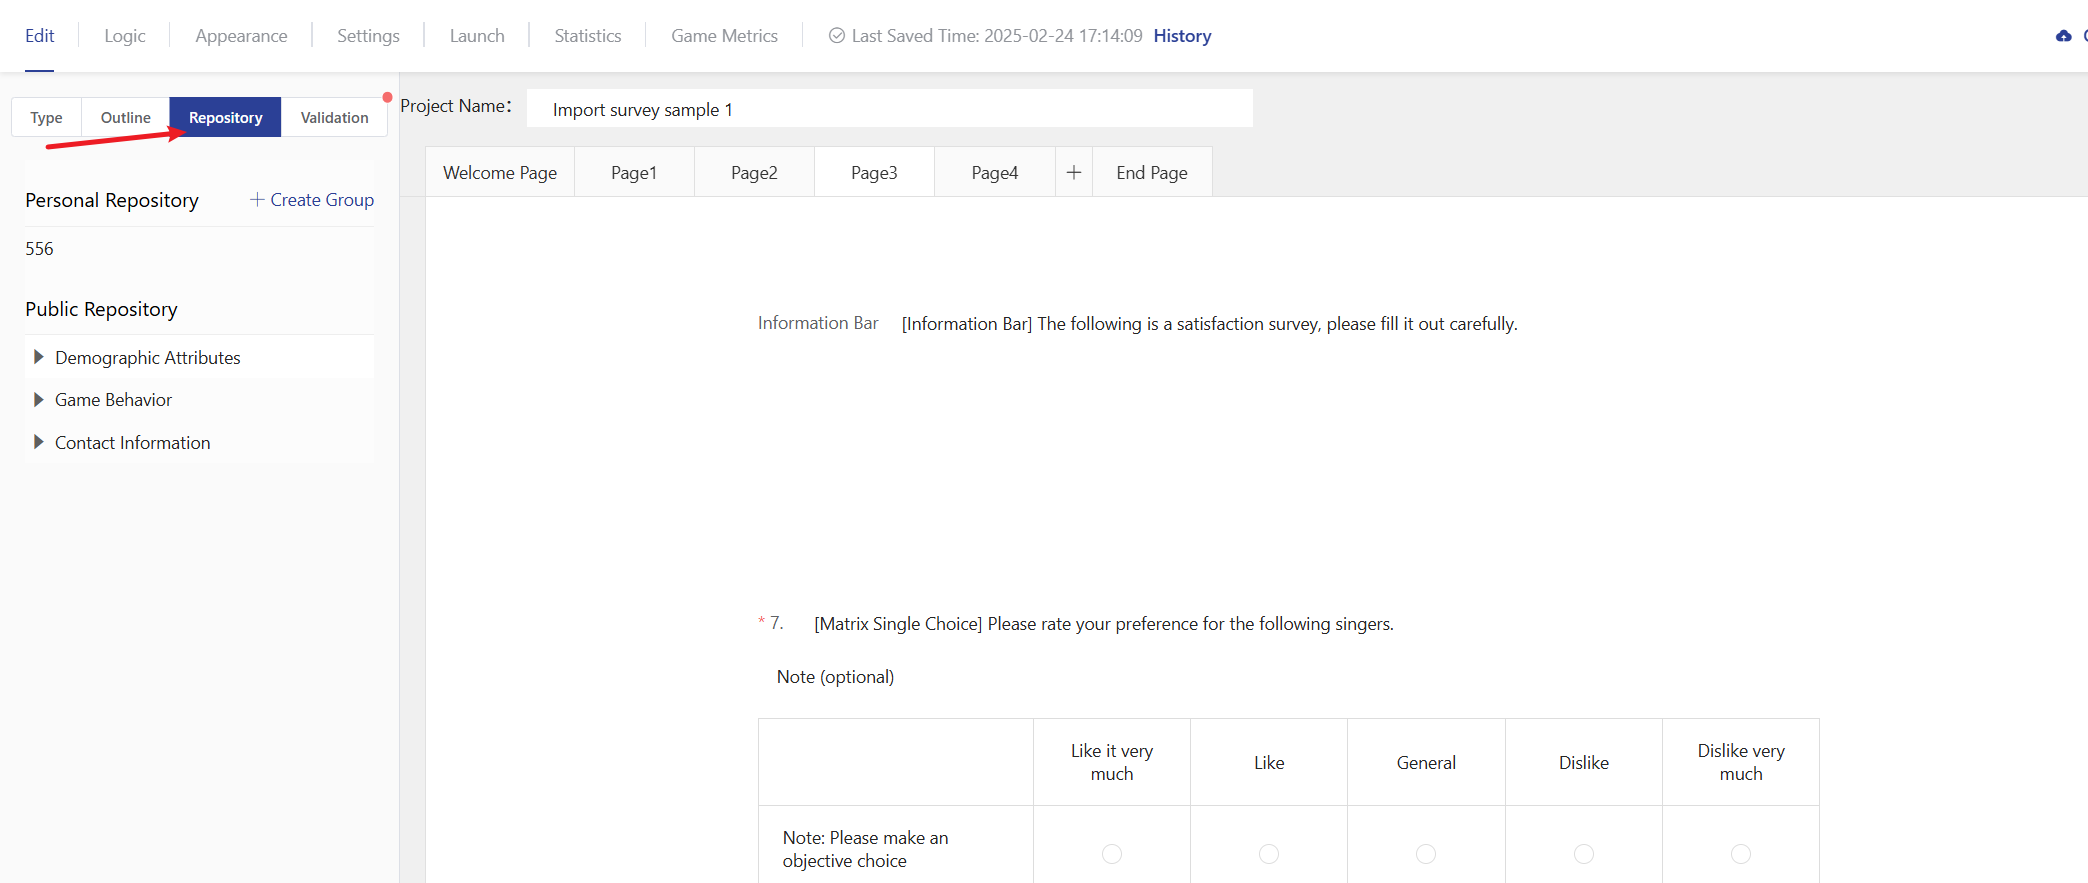 Edit Logic Appearance Settings Launch Statistics Game Metrics Last Saved Time: 2025-02-24 17:14:09 History
Type Outline Repository Validation
Project Name: Import survey sample 1
Welcome Page Page1 Page2 Page3 Page4 + End Page
Personal Repository + Create Group
556
Public Repository
Demographic Attributes
Game Behavior
Contact Information
Information Bar [Information Bar] The following is a satisfaction survey, please fill it out carefully.
* 7. [Matrix Single Choice] Please rate your preference for the following singers.
Note (optional)
Like it very much
Like
General
Dislike
Dislike very much
Note: Please make an
objective choice